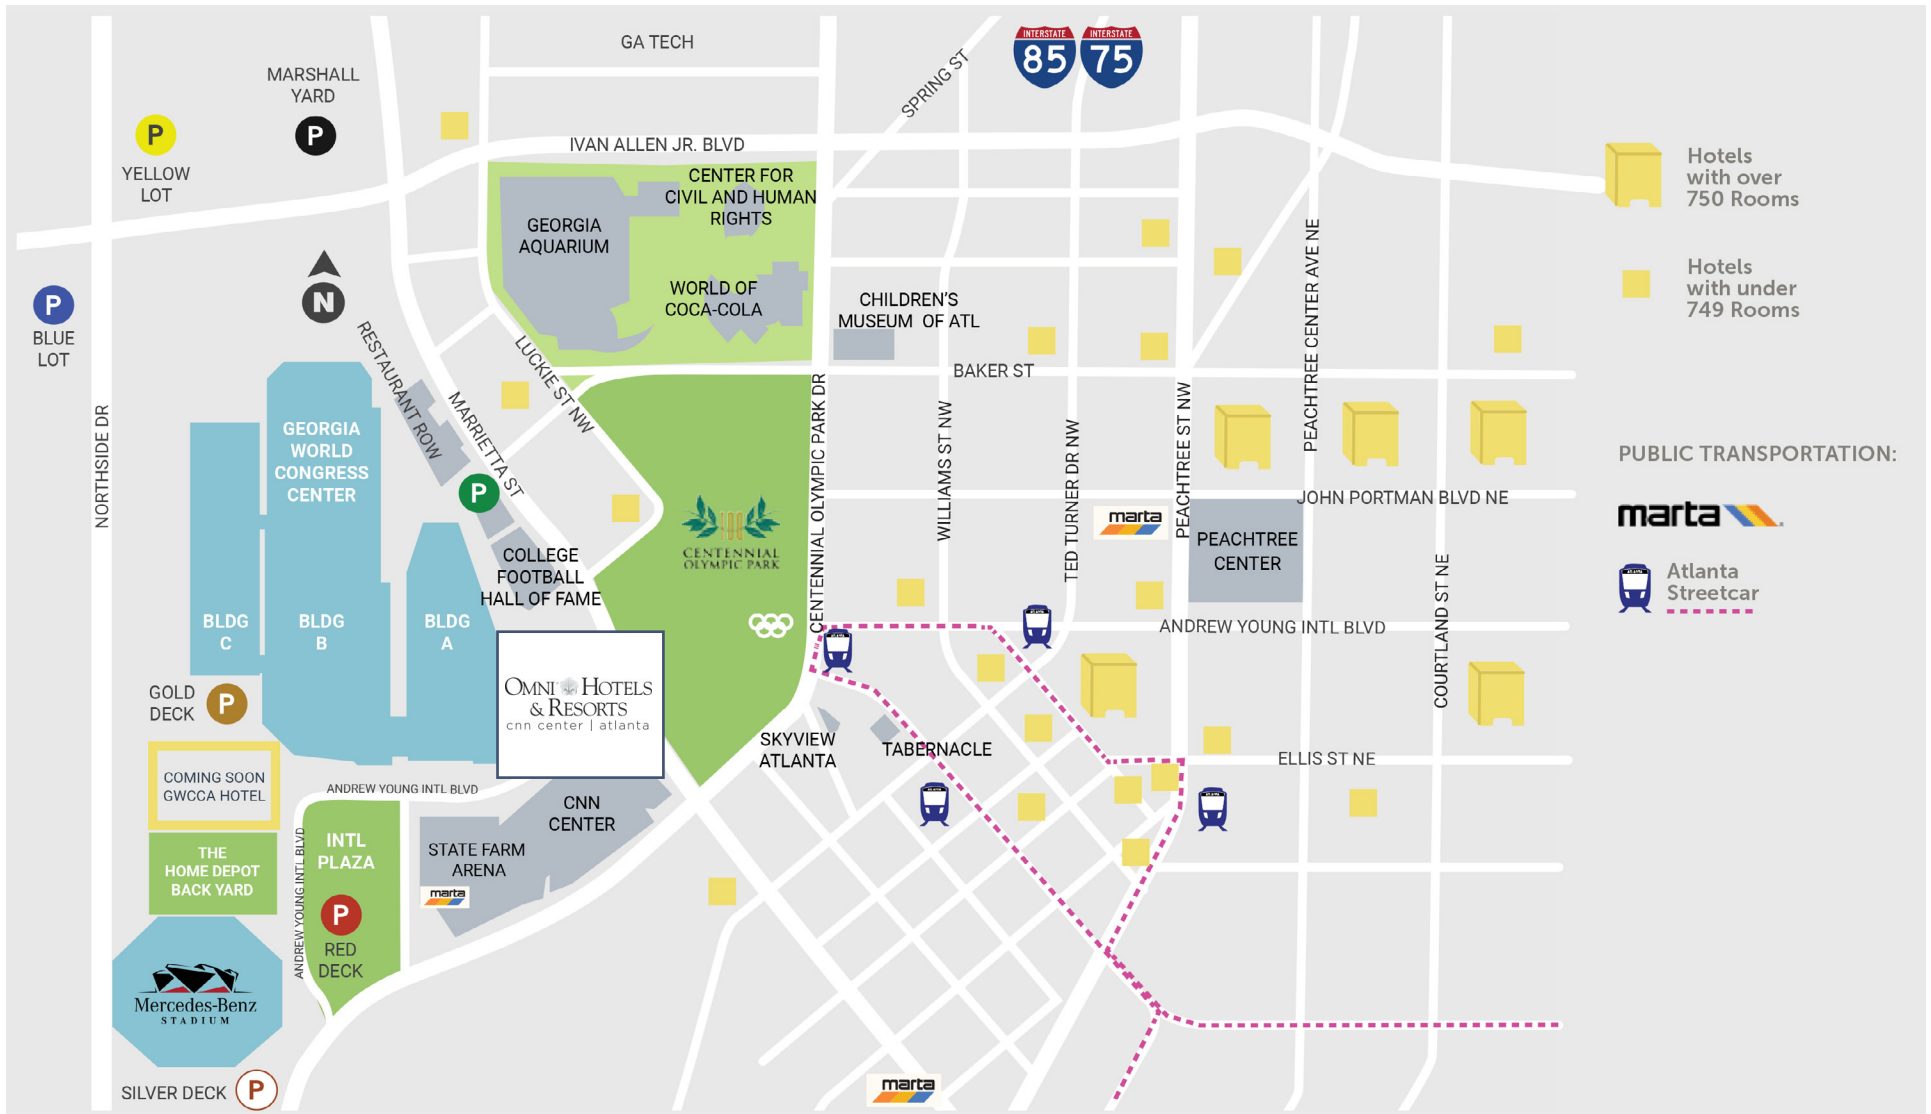 GA TECH
INTERSTATE
85
INTERSTATE
75
SPRING ST
MARSHALL
YARD
P
P
YELLOW
LOT
IVAN ALLEN JR. BLVD
CENTER FOR
CIVIL AND HUMAN
RIGHTS
GEORGIA
AQUARIUM
WORLD OF
COCA-COLA
CHILDREN'S
MUSEUM OF ATL
Hotels
with over
750 Rooms
Hotels
with under
749 Rooms
N
P
BLUE
LOT
RESTAURANT ROW
MARRIETTA ST
LUCKIE ST NW
BAKER ST
NORTHSIDE DR
CENTENNIAL OLYMPIC PARK DR
WILLIAMS ST NW
TED TURNER DR NW
PEACHTREE ST NW
PEACHTREE CENTER AVE NE
COURTLAND ST NE
JOHN PORTMAN BLVD NE
PUBLIC TRANSPORTATION:
marta
Atlanta
Streetcar
ATLANTA
GEORGIA
WORLD
CONGRESS
CENTER
P
CENTENNIAL
OLYMPIC PARK
marta
PEACHTREE
CENTER
COLLEGE
FOOTBALL
HALL OF FAME
BLDG
C
BLDG
B
BLDG
A
ANDREW YOUNG INTL BLVD
ATLANTA
ATLANTA
GOLD
DECK
P
OMNI HOTELS
& RESORTS
cnn center | atlanta
SKYVIEW
ATLANTA
TABERNACLE
ELLIS ST NE
ATLANTA
ATLANTA
COMING SOON
GWCCA HOTEL
ANDREW YOUNG INTL BLVD
CNN
CENTER
THE
HOME DEPOT
BACK YARD
ANDREW YOUNG INTL BLVD
INTL
PLAZA
STATE FARM
ARENA
marta
P
RED
DECK
Mercedes-Benz
STADIUM
SILVER DECK
P
marta